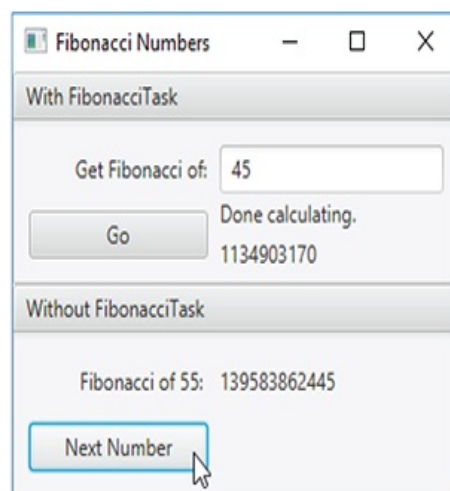 Fibonacci Numbers
With FibonacciTask
Get Fibonacci of: 45
Go
Done calculating.
1134903170
Without FibonacciTask
Fibonacci of 55: 139583862445
Next Number